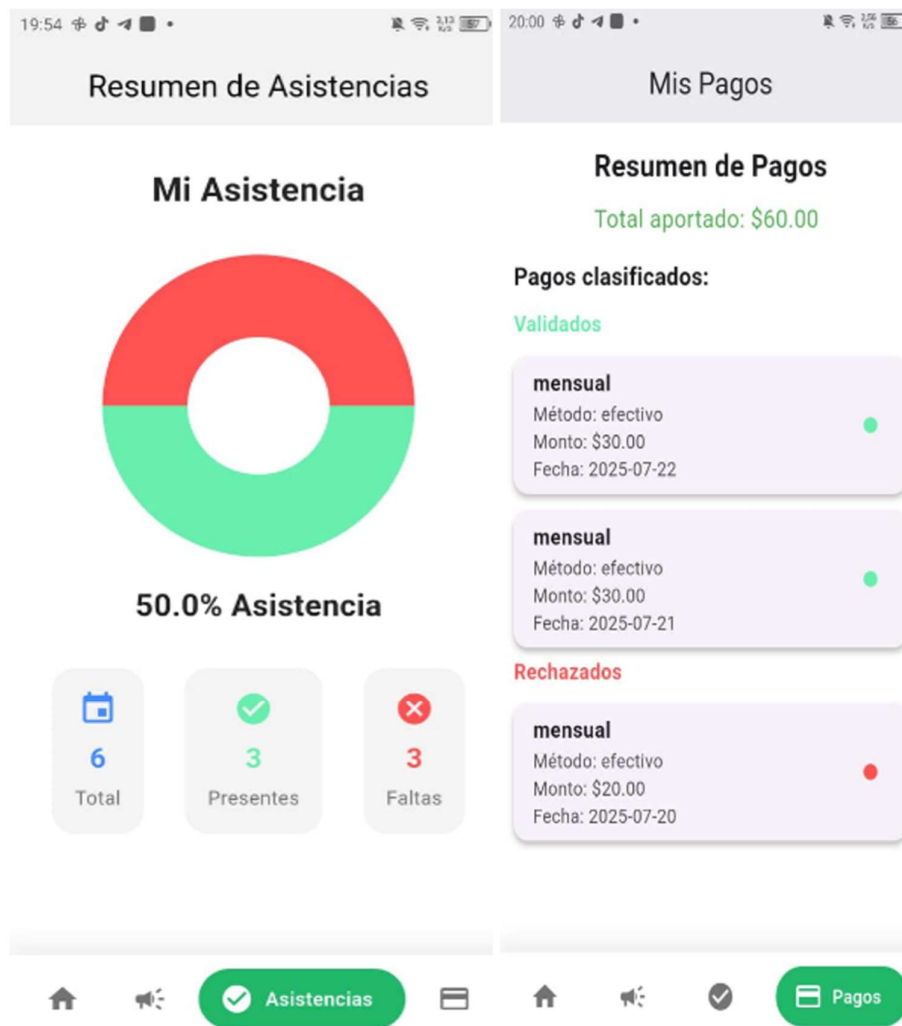 19:54
Resumen de Asistencias
Mi Asistencia
50.0% Asistencia
6
Total
3
Presentes
3
Faltas
Asistencias
20:00
Mis Pagos
Resumen de Pagos
Total aportado: $60.00
Pagos clasificados:
Validados
mensual
Método: efectivo
Monto: $30.00
Fecha: 2025-07-22
mensual
Método: efectivo
Monto: $30.00
Fecha: 2025-07-21
Rechazados
mensual
Método: efectivo
Monto: $20.00
Fecha: 2025-07-20
Pagos